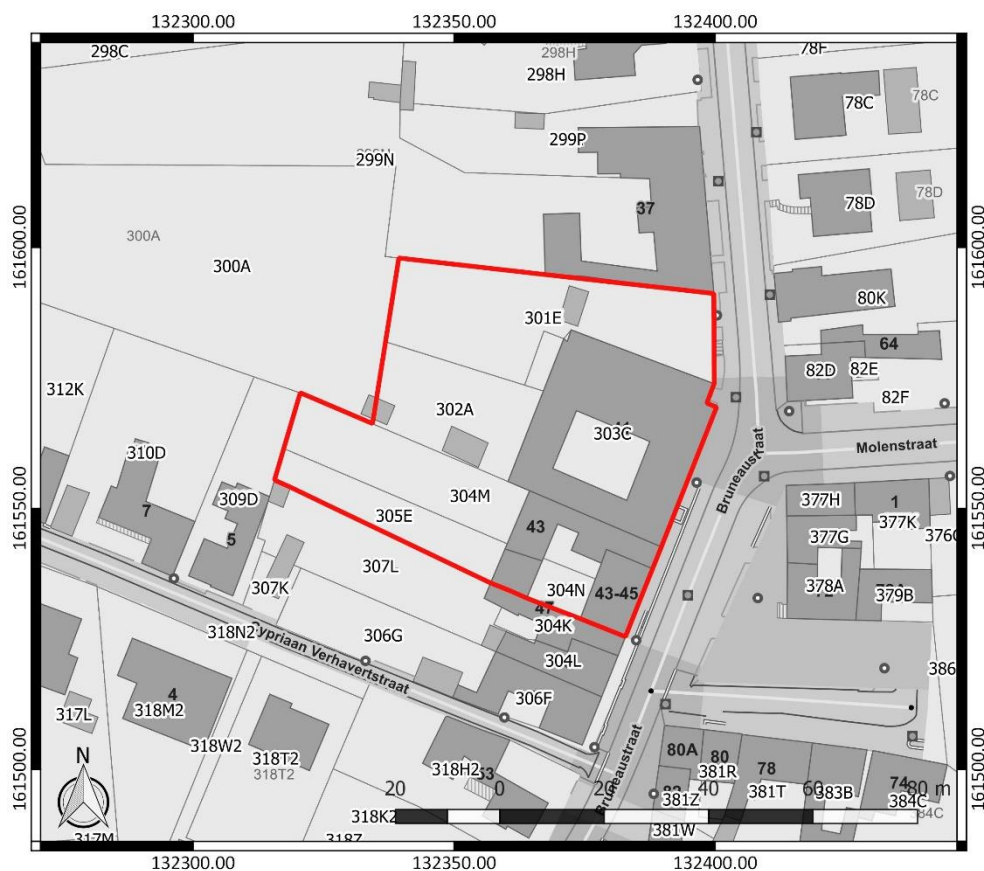 132300.00 132350.00 132400.00
298C
298H
298H
78F
78C
78C
299P
299N
161600.00
161600.00
37
78D
78D
300A
300A
301E
80K
64
82D
82E
82F
312K
302A
303C
Molenstraat
Bruneaustraat
310D
309D
304M
305E
43
377H
1
377K
377G
161550.00
161550.00
7
5
307K
307L
304N
43-45
47
304K
378A
379B
318N2
Cypriaan Verhavertstraat
306G
304L
306F
4
317L
318M2
318W2
318T2
318T2
318H2
Bruneaustraat
80A
80
381R
78
381T
74
383B
384C
381Z
161500.00
161500.00
N
20 0 20 40 60 80 m
318K2
381W
317M
132300.00 132350.00 132400.00